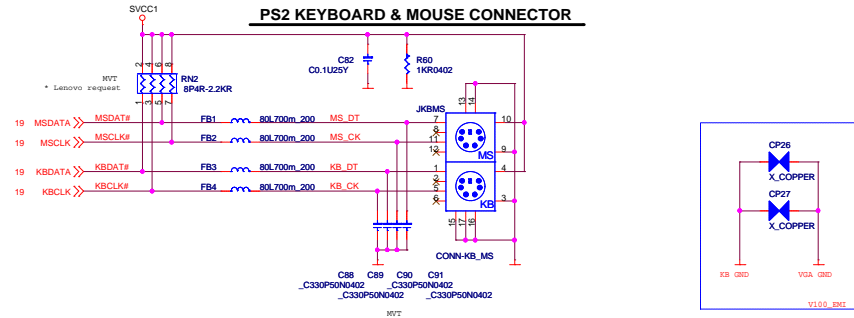 SVCC1
PS2 KEYBOARD & MOUSE CONNECTOR
C82
C0.1U25Y
R60
1KR0402
2
4
6
8
MVT
* Lenovo request
RN2
8P4R-2.2KR
1
3
5
7
13
14
JKBMS
19 MSDATA MSDAT# FB1 80L700m_200 MS_DT 7 10
8
19 MSCLK MSCLK# FB2 80L700m_200 MS_CK 11
12 MS 9
19 KBDATA KBDAT# FB3 80L700m_200 KB_DT 1 4
2
19 KBCLK KBCLK# FB4 80L700m_200 KB_CK 5
6 KB 3
15
17
16
CONN-KB_MS
C88 C89 C90 C91
_C330P50N0402 _C330P50N0402
_C330P50N0402 _C330P50N0402
MVT
CP26
X_COPPER
CP27
X_COPPER
KB GND VGA GND
V100_EMI